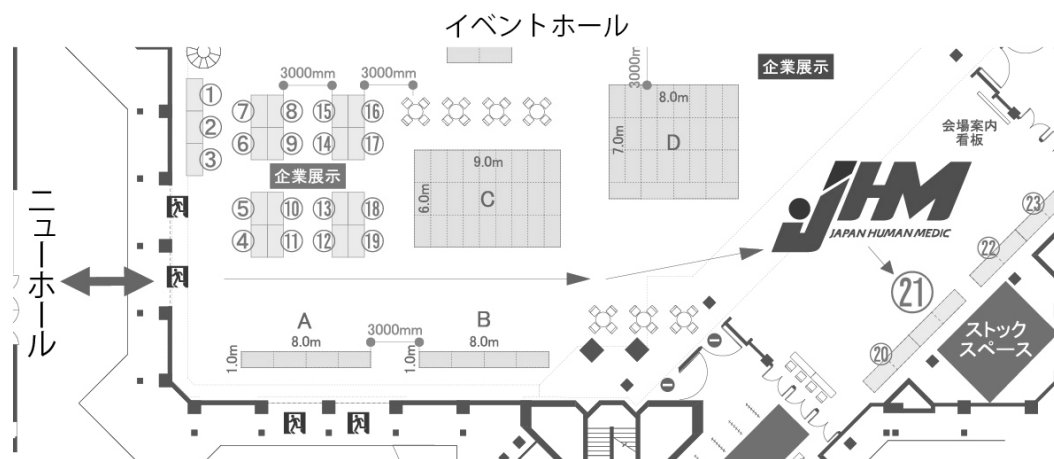 イベントホール
企業展示
3000mm
3000mm
3000mm
①
②
③
⑦
⑧
⑮
⑯
⑥
⑨
⑭
⑰
企業展示
⑤
⑩
⑬
⑱
④
⑪
⑫
⑲
9.0m
6.0m
C
8.0m
7.0m
D
会場案内
看板
JHM
JAPAN HUMAN MEDIC
㉓
㉒
㉑
⑳
ストック
スペース
ニューホール
A
8.0m
1.0m
3000mm
B
8.0m
1.0m